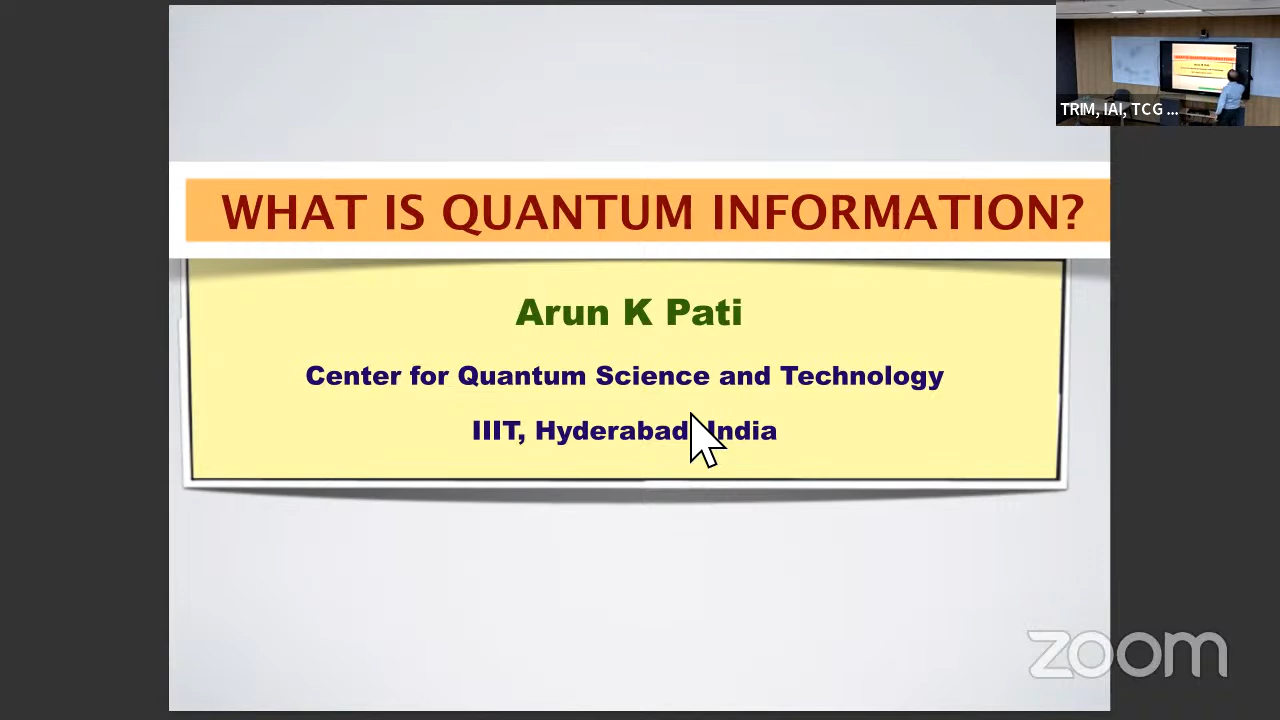 TRIM, IAI, TCG ...
WHAT IS QUANTUM INFORMATION?
Arun K Pati
Center for Quantum Science and Technology
IIIT, Hyderabad, India
zoom